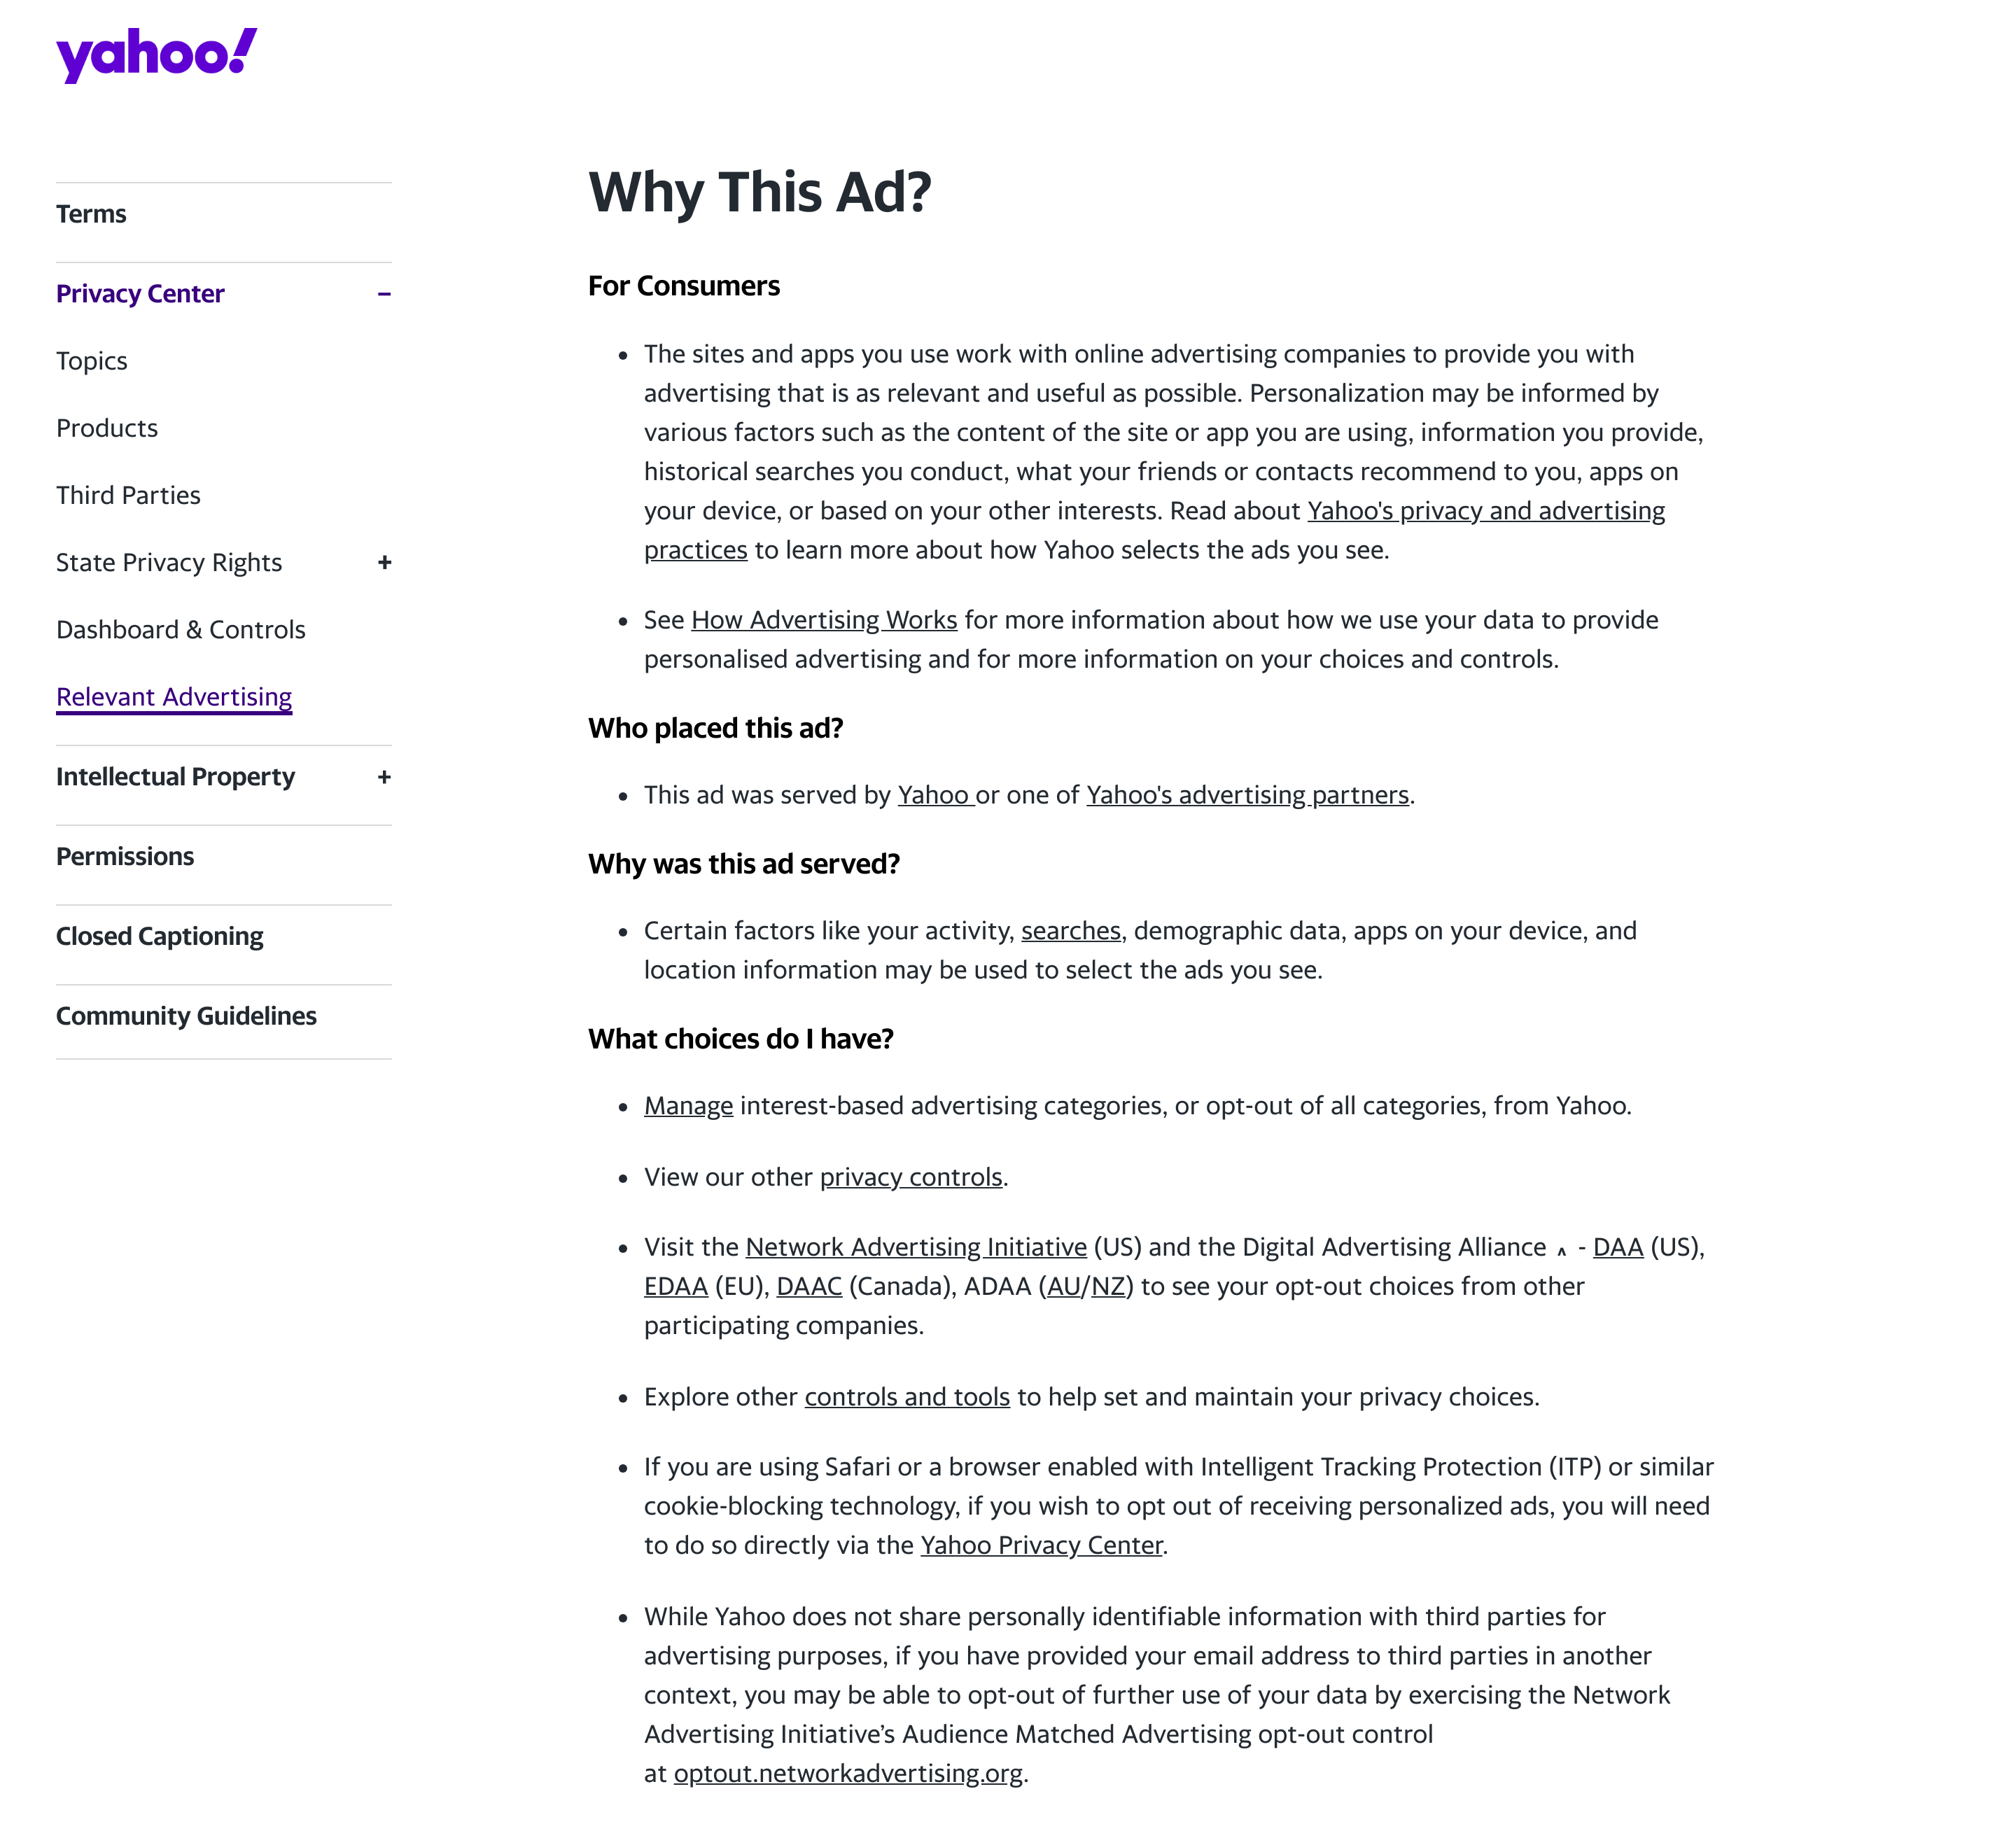 yahoo!
Terms
Privacy Center –
Topics
Products
Third Parties
State Privacy Rights +
Dashboard & Controls
Relevant Advertising
Intellectual Property +
Permissions
Closed Captioning
Community Guidelines
Why This Ad?
For Consumers
• The sites and apps you use work with online advertising companies to provide you with
advertising that is as relevant and useful as possible. Personalization may be informed by
various factors such as the content of the site or app you are using, information you provide,
historical searches you conduct, what your friends or contacts recommend to you, apps on
your device, or based on your other interests. Read about Yahoo's privacy and advertising
practices to learn more about how Yahoo selects the ads you see.
• See How Advertising Works for more information about how we use your data to provide
personalised advertising and for more information on your choices and controls.
Who placed this ad?
• This ad was served by Yahoo or one of Yahoo's advertising partners.
Why was this ad served?
• Certain factors like your activity, searches, demographic data, apps on your device, and
location information may be used to select the ads you see.
What choices do I have?
• Manage interest-based advertising categories, or opt-out of all categories, from Yahoo.
• View our other privacy controls.
• Visit the Network Advertising Initiative (US) and the Digital Advertising Alliance ‸ - DAA (US),
EDAA (EU), DAAC (Canada), ADAA (AU/NZ) to see your opt-out choices from other
participating companies.
• Explore other controls and tools to help set and maintain your privacy choices.
• If you are using Safari or a browser enabled with Intelligent Tracking Protection (ITP) or similar
cookie-blocking technology, if you wish to opt out of receiving personalized ads, you will need
to do so directly via the Yahoo Privacy Center.
• While Yahoo does not share personally identifiable information with third parties for
advertising purposes, if you have provided your email address to third parties in another
context, you may be able to opt-out of further use of your data by exercising the Network
Advertising Initiative’s Audience Matched Advertising opt-out control
at optout.networkadvertising.org.